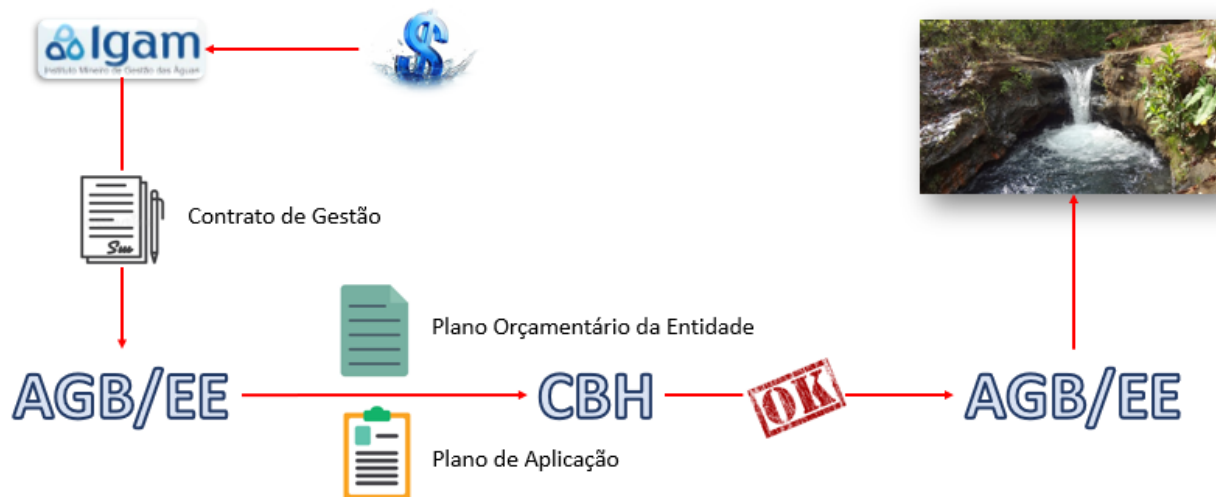 Igam
Instituto Mineiro de Gestão das Águas
$
Contrato de Gestão
Plano Orçamentário da Entidade
AGB/EE
CBH
OK
AGB/EE
Plano de Aplicação